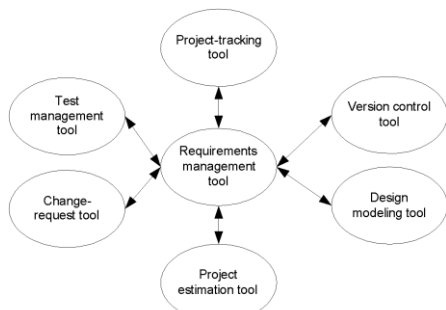 Project-tracking
tool
Test
management
tool
Version control
tool
Requirements
management
tool
Change-
request tool
Design
modeling tool
Project
estimation tool